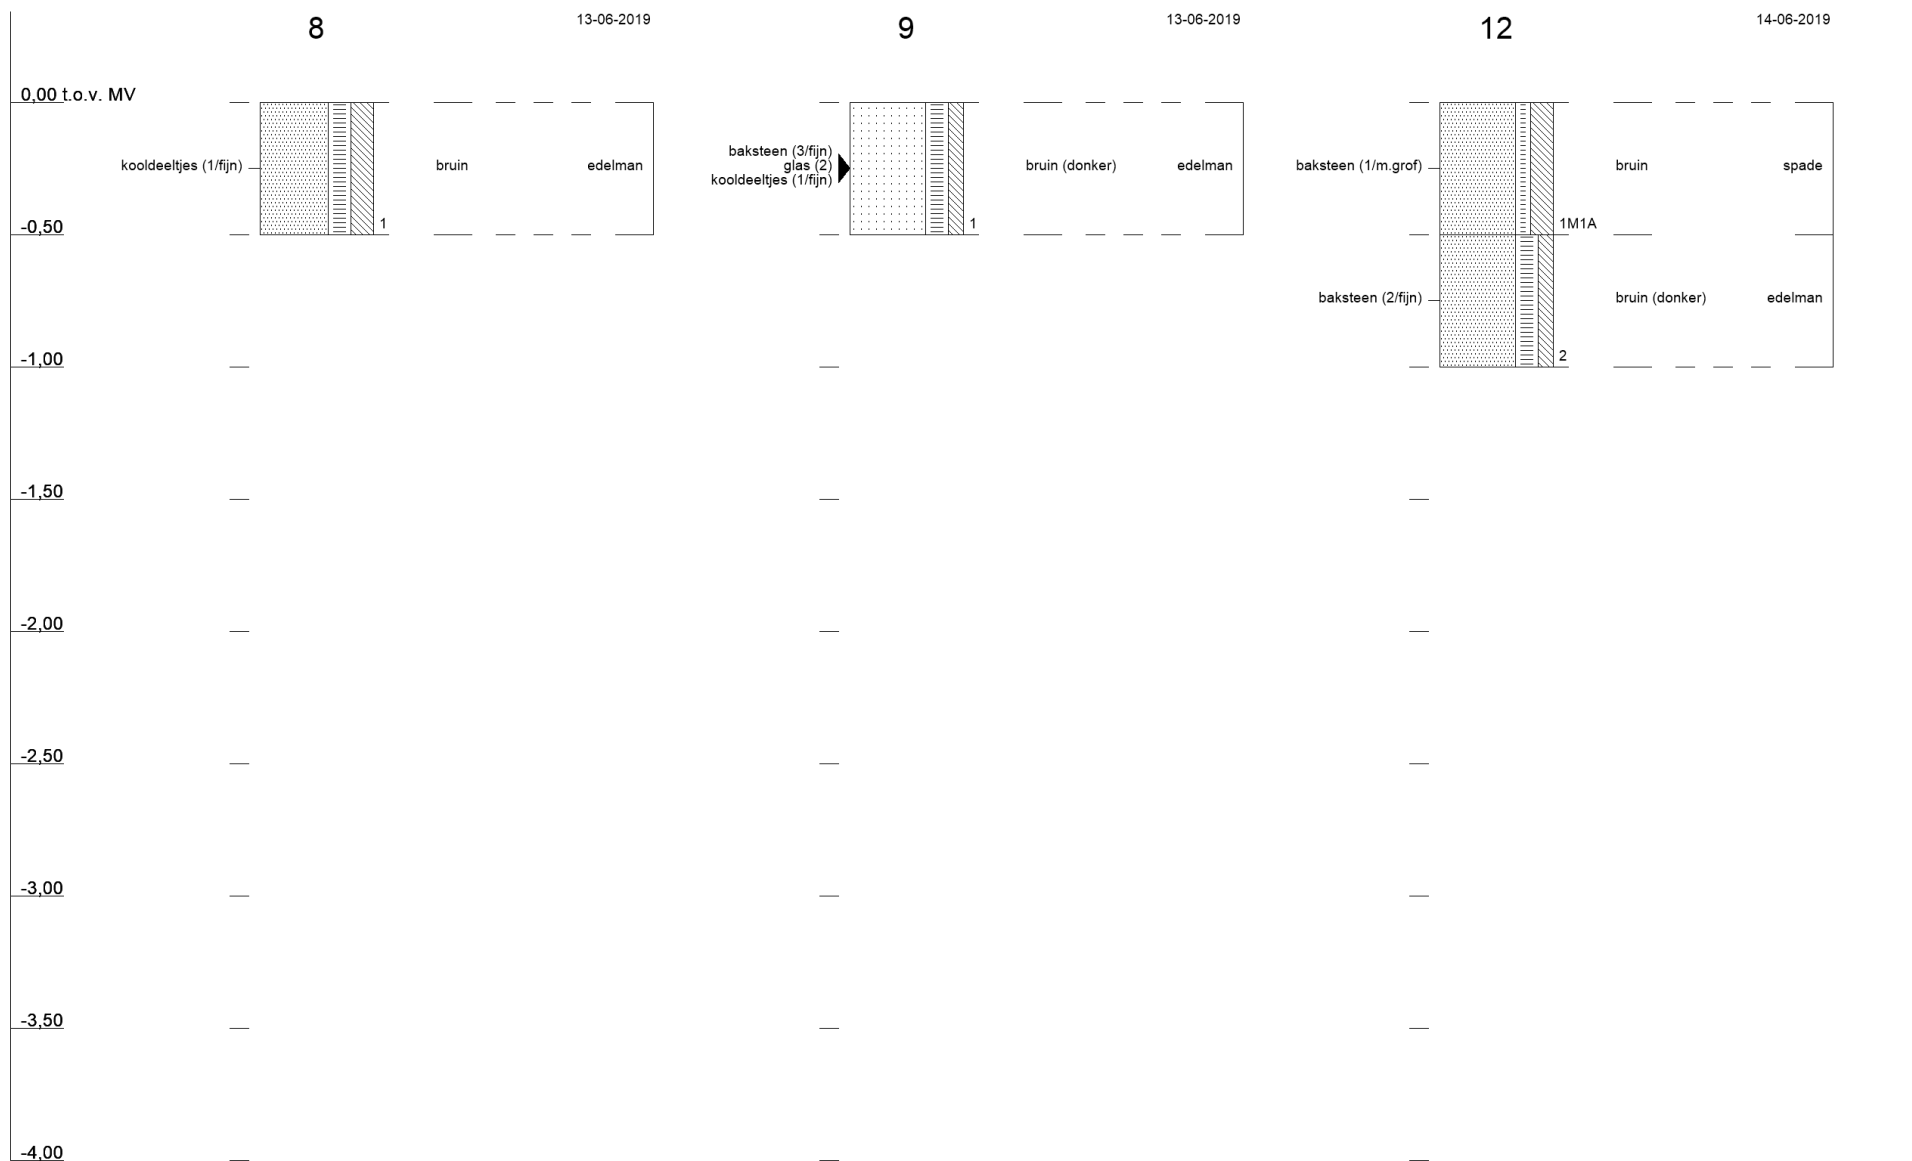 8 13-06-2019 9 13-06-2019 12 14-06-2019
0,00 t.o.v. MV
baksteen (3/fijn)
kooldeeltjes (1/fijn) bruin edelman glas (2) bruin (donker) edelman baksteen (1/m.grof) bruin spade
kooldeeltjes (1/fijn)
-0,50 1 1 1M1A
baksteen (2/fijn) bruin (donker) edelman
-1,00 2
-1,50
-2,00
-2,50
-3,00
-3,50
-4,00